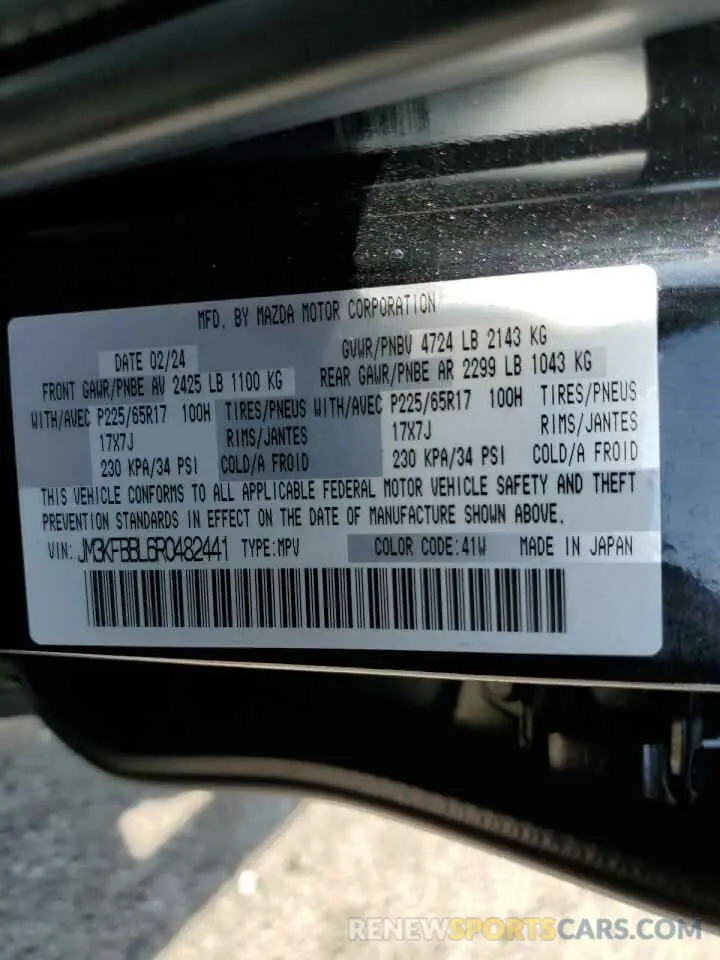 MFD. BY MAZDA MOTOR CORPORATION
DATE 02/24 GVWR/PNBV 4724 LB 2143 KG
FRONT GAWR/PNBE AV 2425 LB 1100 KG REAR GAWR/PNBE AR 2299 LB 1043 KG
WITH/AVEC P225/65R17 100H TIRES/PNEUS WITH/AVEC P225/65R17 100H TIRES/PNEUS
17X7J RIMS/JANTES 17X7J RIMS/JANTES
230 KPA/34 PSI COLD/A FROID 230 KPA/34 PSI COLD/A FROID
THIS VEHICLE CONFORMS TO ALL APPLICABLE FEDERAL MOTOR VEHICLE SAFETY AND THEFT
PREVENTION STANDARDS IN EFFECT ON THE DATE OF MANUFACTURE SHOWN ABOVE.
VIN: JM3KFBBL6R0482441 TYPE:MPV COLOR CODE:41W MADE IN JAPAN
RENEWSPORTSCARS.COM